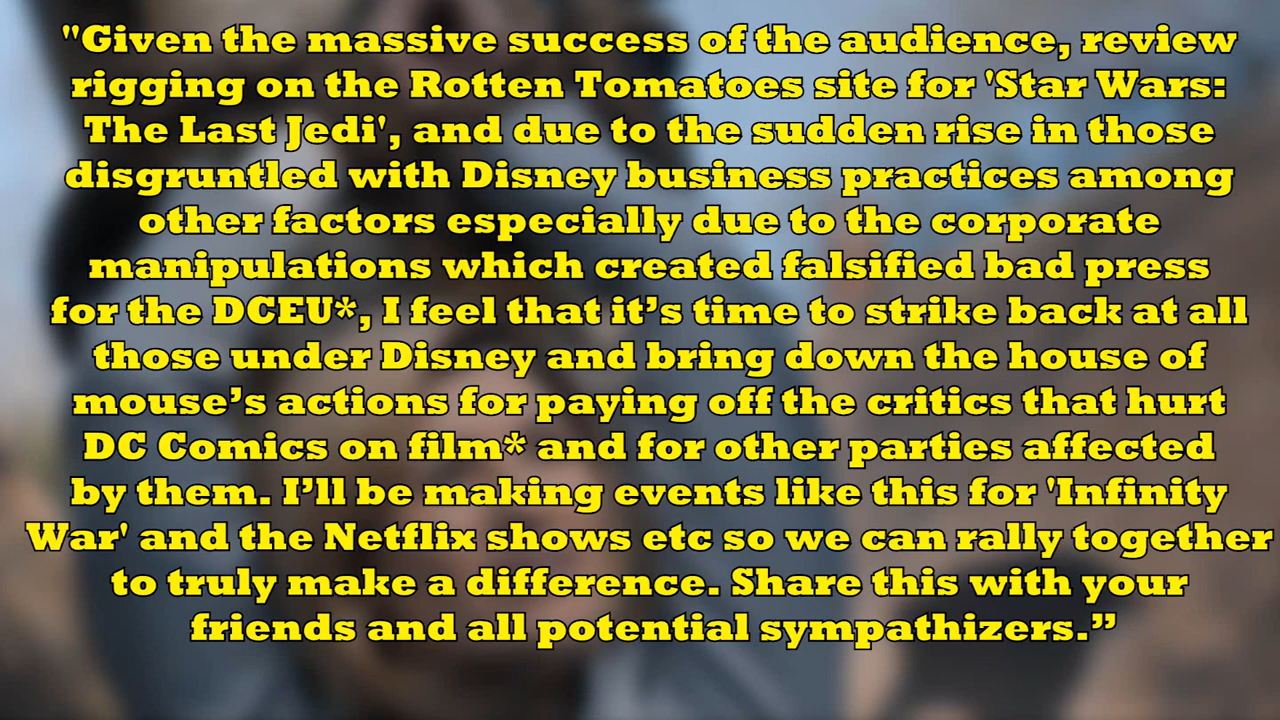 "Given the massive success of the audience, review
rigging on the Rotten Tomatoes site for 'Star Wars:
The Last Jedi', and due to the sudden rise in those
disgruntled with Disney business practices among
other factors especially due to the corporate
manipulations which created falsified bad press
for the DCEU*, I feel that it’s time to strike back at all
those under Disney and bring down the house of
mouse’s actions for paying off the critics that hurt
DC Comics on film* and for other parties affected
by them. I’ll be making events like this for 'Infinity
War' and the Netflix shows etc so we can rally together
to truly make a difference. Share this with your
friends and all potential sympathizers.”